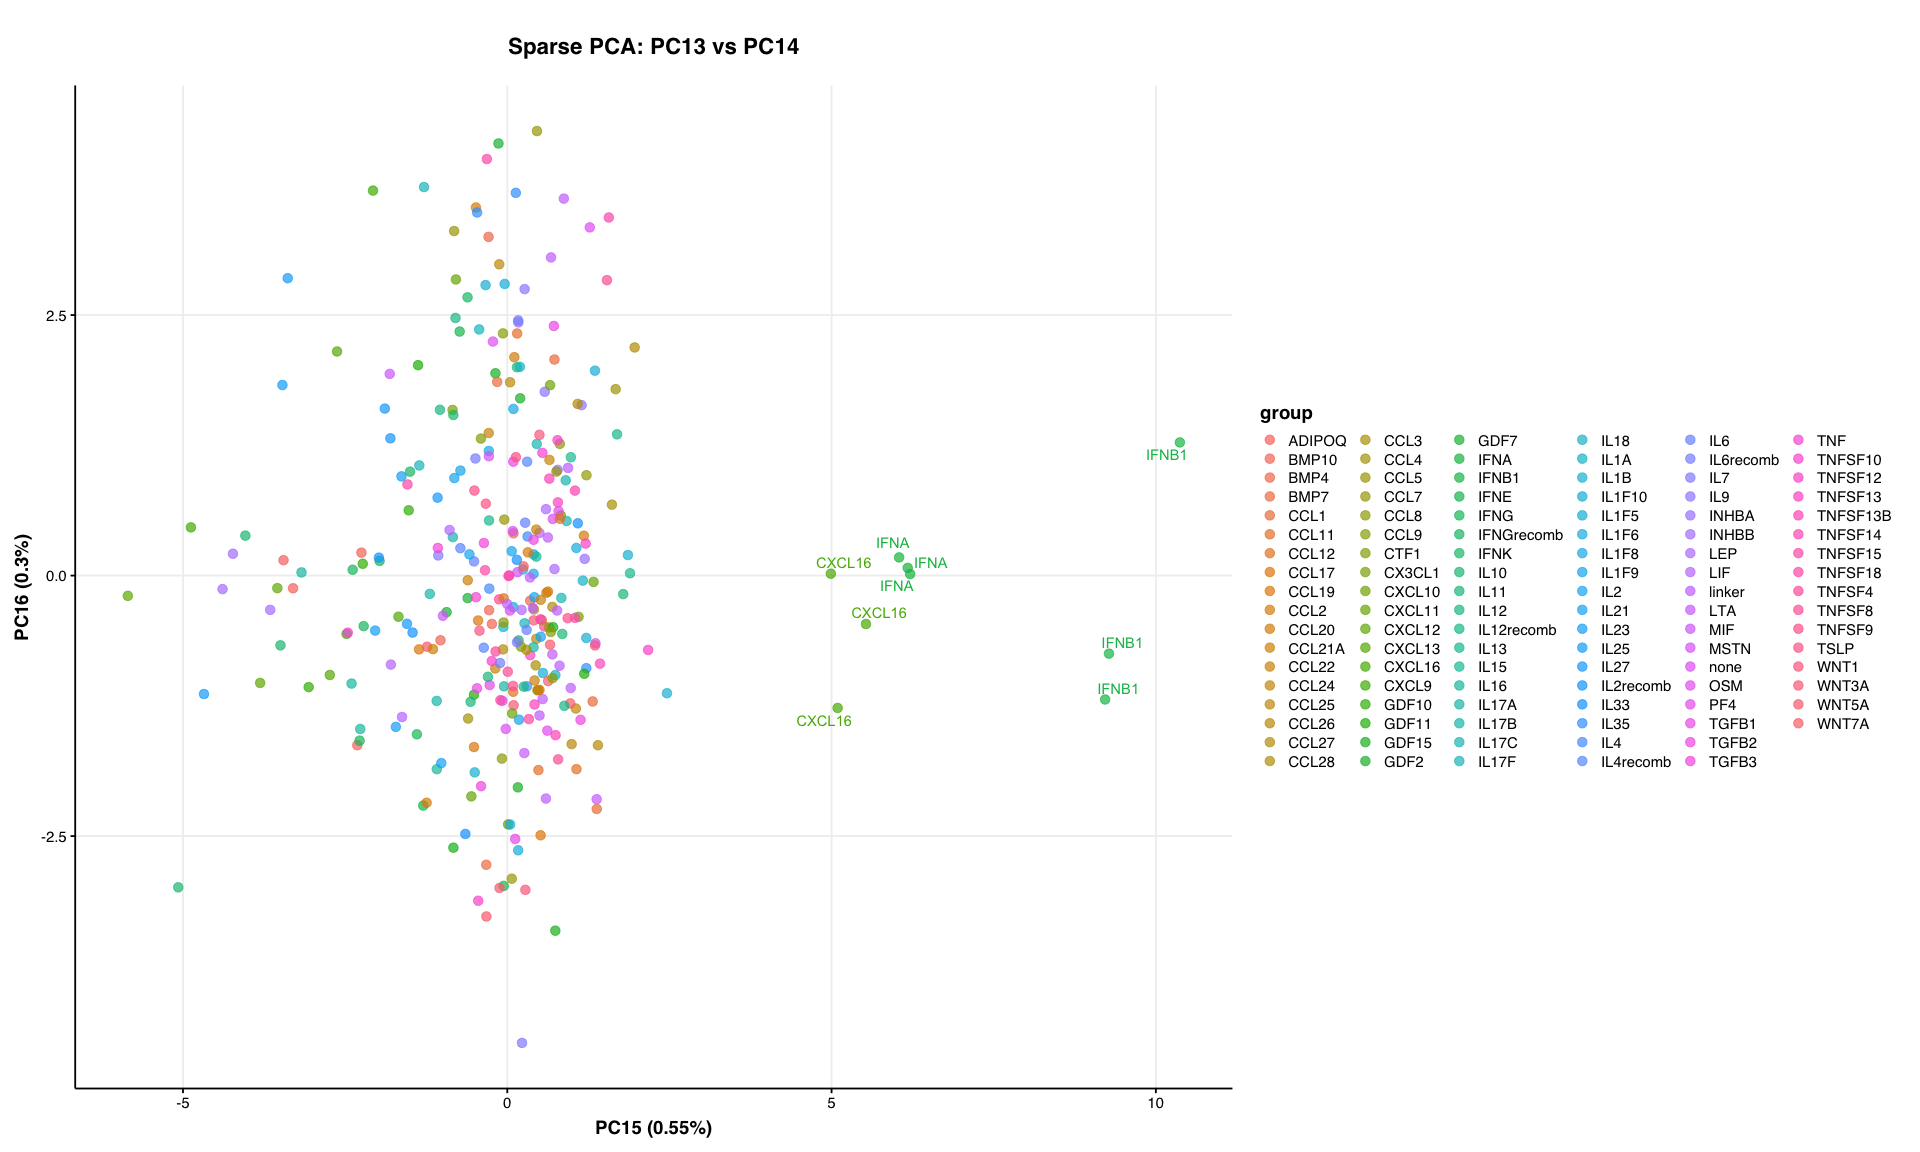 Sparse PCA: PC13 vs PC14
PC16 (0.3%)
2.5
0.0
-2.5
-5
0
5
10
PC15 (0.55%)
IFNB1
IFNA
CXCL16
IFNA
IFNA
CXCL16
IFNB1
IFNB1
CXCL16
group
ADIPOQ
BMP10
BMP4
BMP7
CCL1
CCL11
CCL12
CCL17
CCL19
CCL2
CCL20
CCL21A
CCL22
CCL24
CCL25
CCL26
CCL27
CCL28
CCL3
CCL4
CCL5
CCL7
CCL8
CCL9
CTF1
CX3CL1
CXCL10
CXCL11
CXCL12
CXCL13
CXCL16
CXCL9
GDF10
GDF11
GDF15
GDF2
GDF7
IFNA
IFNB1
IFNE
IFNG
IFNGrecomb
IFNK
IL10
IL11
IL12
IL12recomb
IL13
IL15
IL16
IL17A
IL17B
IL17C
IL17F
IL18
IL1A
IL1B
IL1F10
IL1F5
IL1F6
IL1F8
IL1F9
IL2
IL21
IL23
IL25
IL27
IL2recomb
IL33
IL35
IL4
IL4recomb
IL6
IL6recomb
IL7
IL9
INHBA
INHBB
LEP
LIF
linker
LTA
MIF
MSTN
none
OSM
PF4
TGFB1
TGFB2
TGFB3
TNF
TNFSF10
TNFSF12
TNFSF13
TNFSF13B
TNFSF14
TNFSF15
TNFSF18
TNFSF4
TNFSF8
TNFSF9
TSLP
WNT1
WNT3A
WNT5A
WNT7A